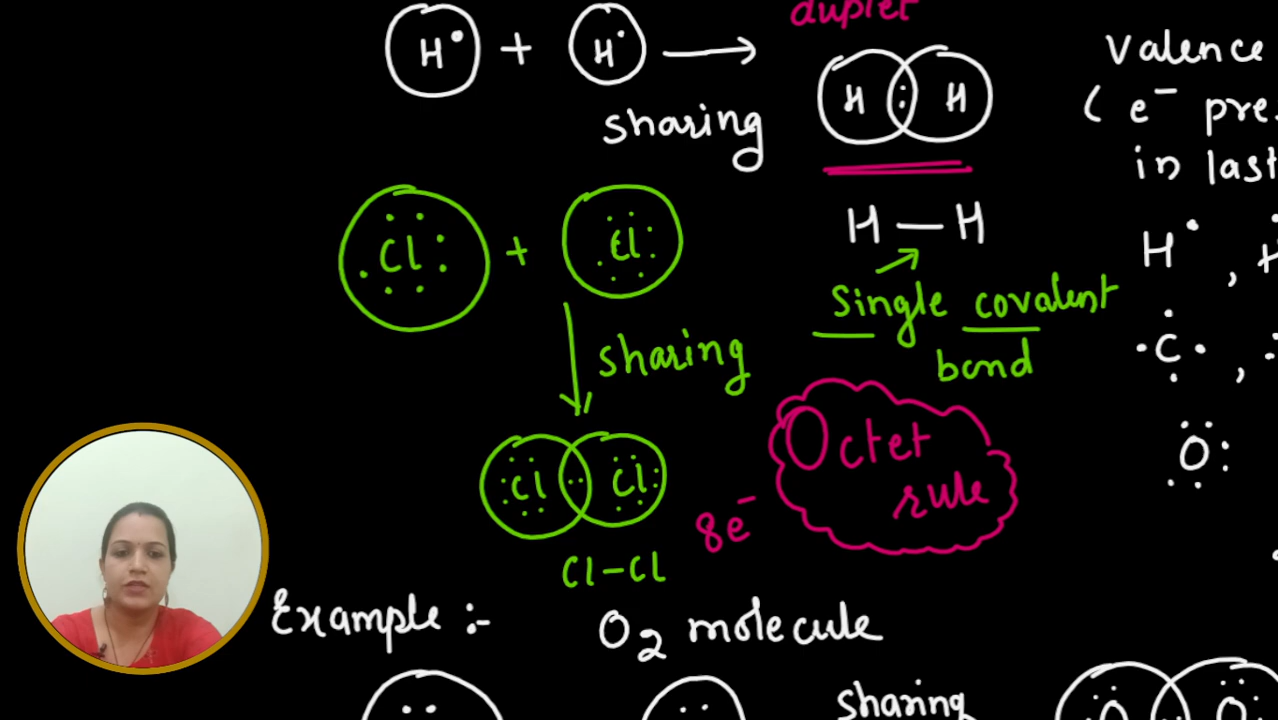 duplet
H• + H• → H : H
sharing
H — H
Single covalent
bond
Cl + Cl
sharing
Cl Cl
8e⁻
Octet
rule
Cl–Cl
Valence
( e⁻ pre.
in last
H• ,
C ,
O
Example :-
O₂ molecule
sharing
O O